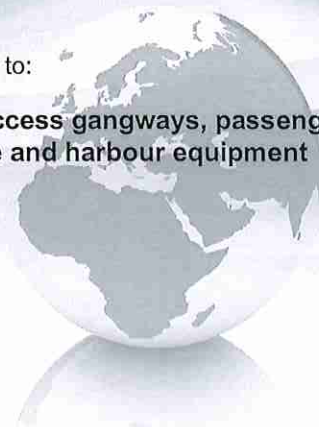 to:
ccess gangways, passeng
e and harbour equipment